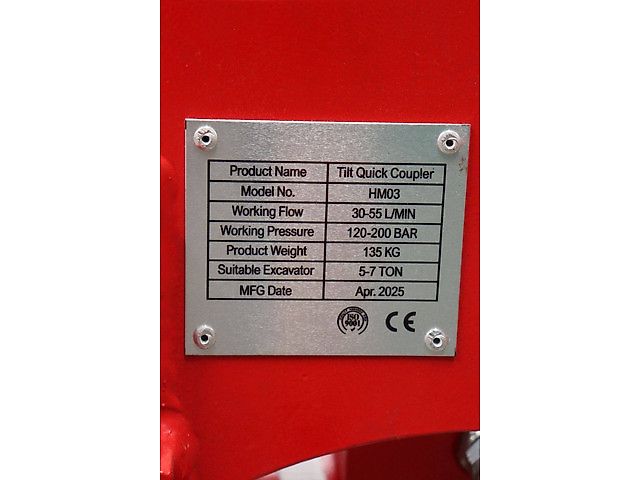 Product Name Tilt Quick Coupler
Model No. HM03
Working Flow 30-55 L/MIN
Working Pressure 120-200 BAR
Product Weight 135 KG
Suitable Excavator 5-7 TON
MFG Date Apr. 2025
ISO
9001
CE